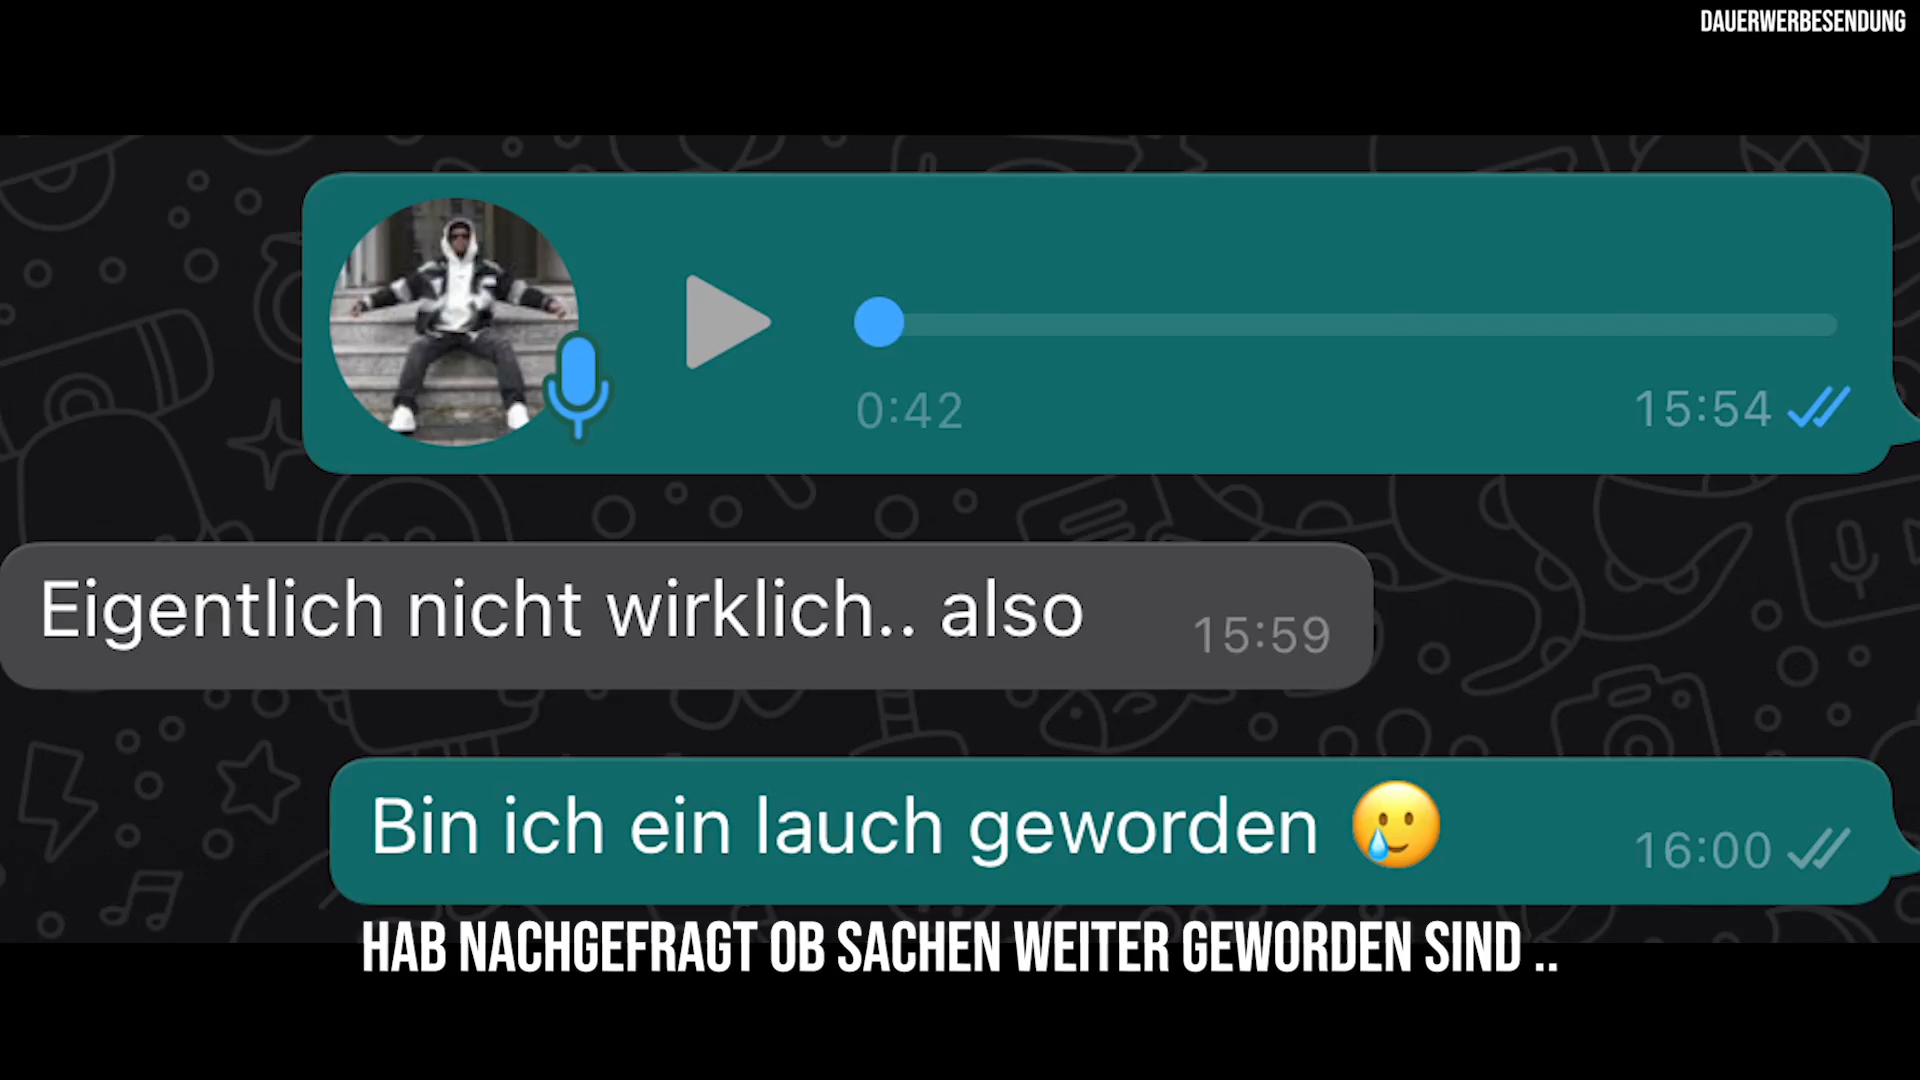 DAUERWERBESENDUNG
0:42
15:54
Eigentlich nicht wirklich.. also
15:59
Bin ich ein lauch geworden 🥲
16:00
HAB NACHGEFRAGT OB SACHEN WEITER GEWORDEN SIND ..